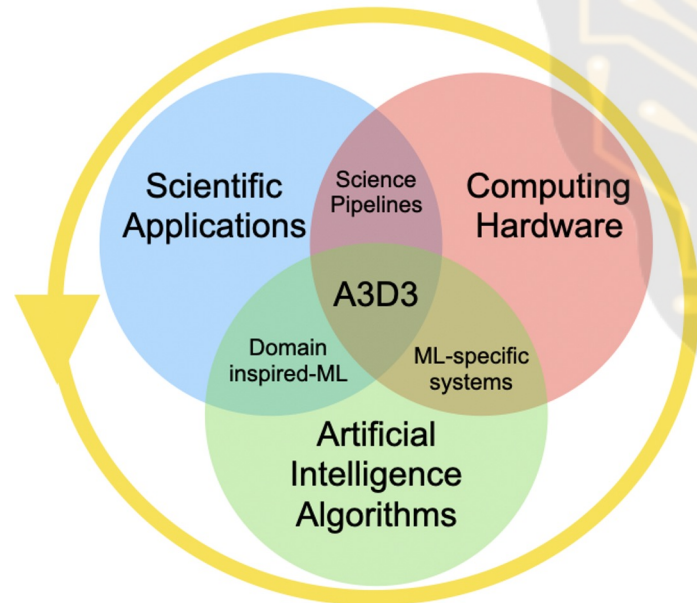 Scientific
Applications
Science
Pipelines
Computing
Hardware
A3D3
Domain
inspired-ML
ML-specific
systems
Artificial
Intelligence
Algorithms